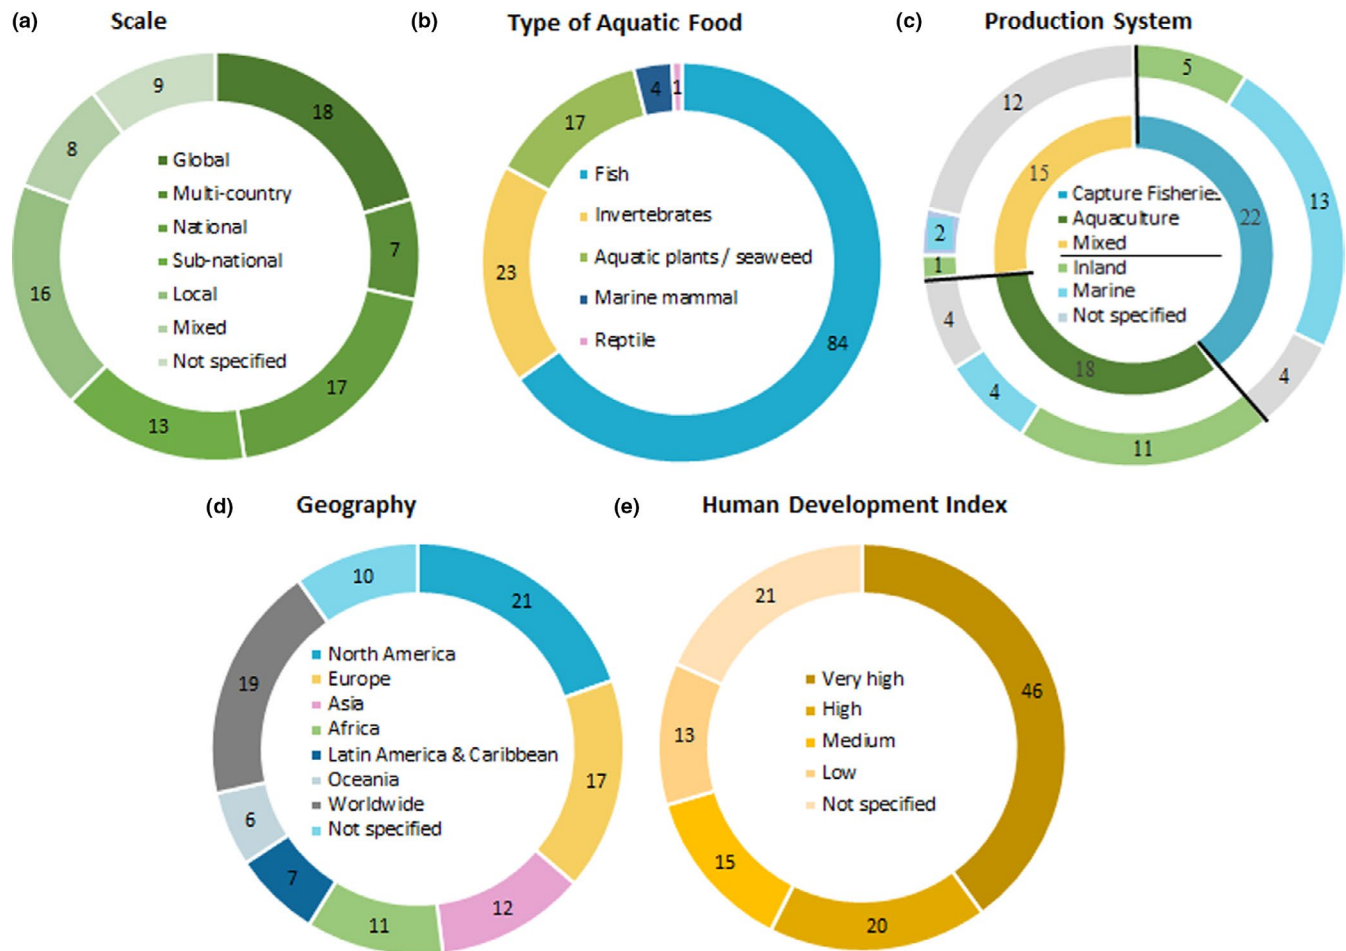 (a) Scale
(b) Type of Aquatic Food
(c) Production System
18
7
17
13
16
8
9
Global
Multi-country
National
Sub-national
Local
Mixed
Not specified
84
23
17
4
1
Fish
Invertebrates
Aquatic plants / seaweed
Marine mammal
Reptile
5
13
4
11
4
4
1
2
12
22
18
15
Capture Fisheries
Aquaculture
Mixed
Inland
Marine
Not specified
(d) Geography
(e) Human Development Index
21
17
12
11
7
6
19
10
North America
Europe
Asia
Africa
Latin America & Caribbean
Oceania
Worldwide
Not specified
46
20
15
13
21
Very high
High
Medium
Low
Not specified